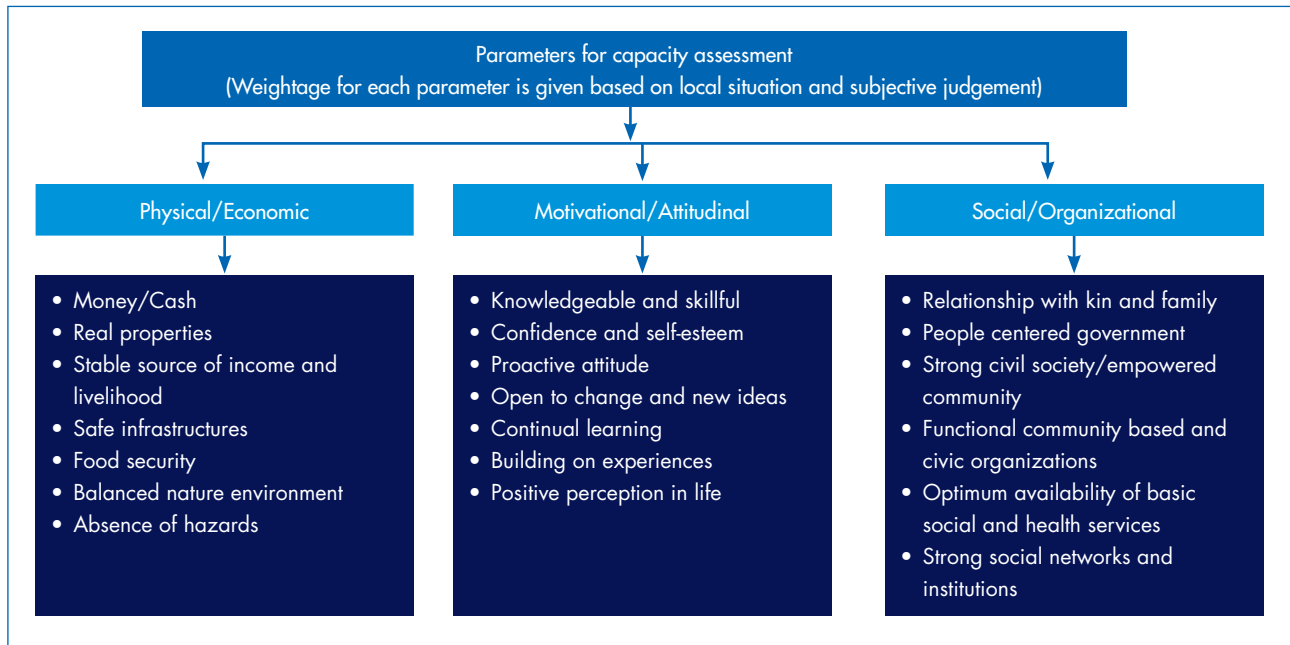 Parameters for capacity assessment
(Weightage for each parameter is given based on local situation and subjective judgement)
Physical/Economic
• Money/Cash
• Real properties
• Stable source of income and
livelihood
• Safe infrastructures
• Food security
• Balanced nature environment
• Absence of hazards
Motivational/Attitudinal
• Knowledgeable and skillful
• Confidence and self-esteem
• Proactive attitude
• Open to change and new ideas
• Continual learning
• Building on experiences
• Positive perception in life
Social/Organizational
• Relationship with kin and family
• People centered government
• Strong civil society/empowered
community
• Functional community based and
civic organizations
• Optimum availability of basic
social and health services
• Strong social networks and
institutions